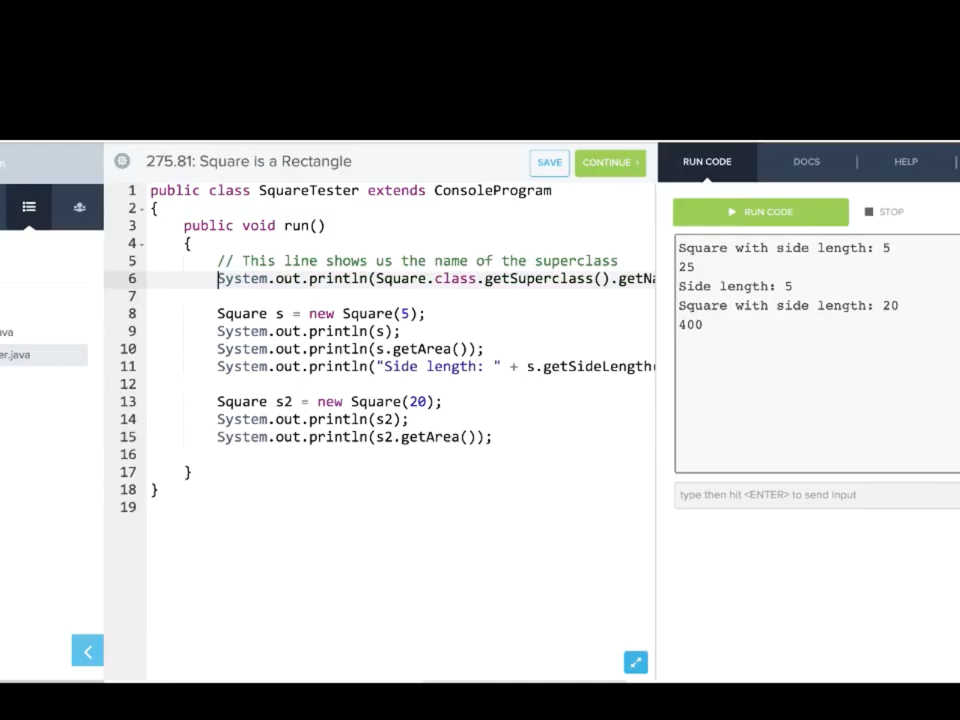 275.81: Square is a Rectangle
SAVE
CONTINUE >
RUN CODE
DOCS
HELP
1 public class SquareTester extends ConsoleProgram
2 {
3 public void run()
4 {
5 // This line shows us the name of the superclass
6 System.out.println(Square.class.getSuperclass().getNa
7
8 Square s = new Square(5);
9 System.out.println(s);
10 System.out.println(s.getArea());
11 System.out.println("Side length: " + s.getSideLength(
12
13 Square s2 = new Square(20);
14 System.out.println(s2);
15 System.out.println(s2.getArea());
16
17 }
18 }
19
va
er.java
RUN CODE
STOP
Square with side length: 5
25
Side length: 5
Square with side length: 20
400
type then hit <ENTER> to send input